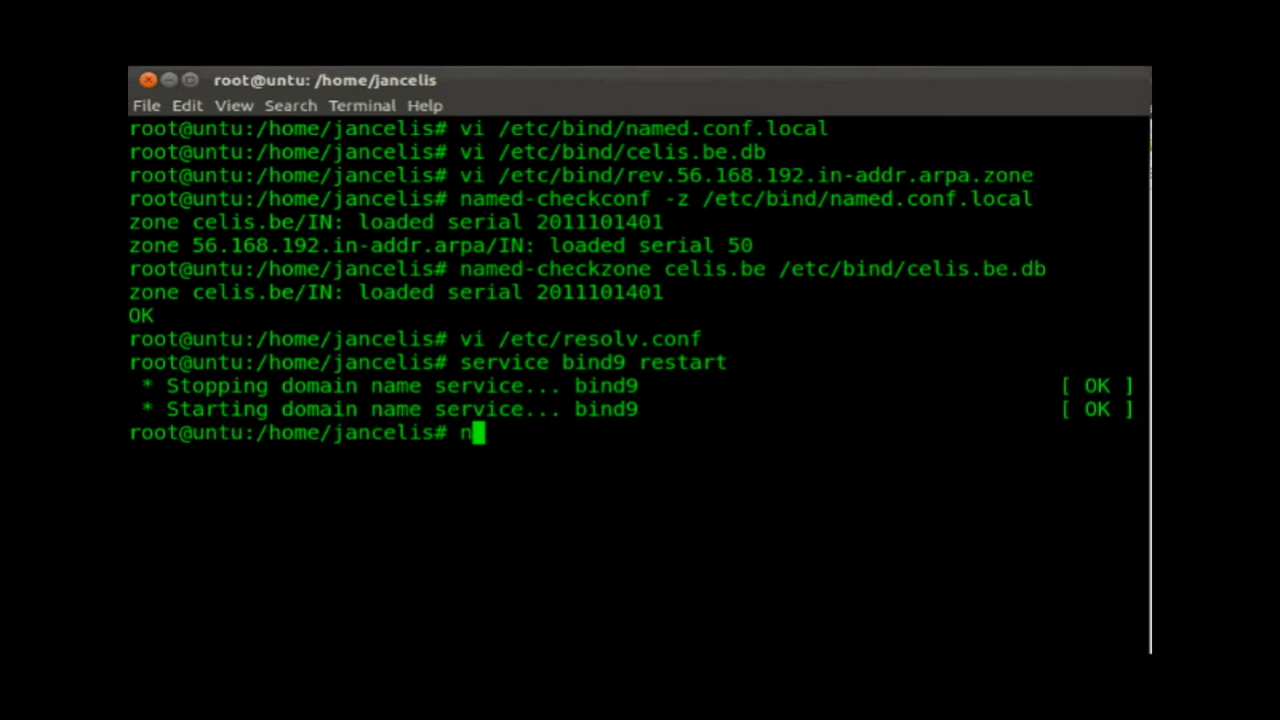 root@untu: /home/jancelis
File Edit View Search Terminal Help
root@untu:/home/jancelis# vi /etc/bind/named.conf.local
root@untu:/home/jancelis# vi /etc/bind/celis.be.db
root@untu:/home/jancelis# vi /etc/bind/rev.56.168.192.in-addr.arpa.zone
root@untu:/home/jancelis# named-checkconf -z /etc/bind/named.conf.local
zone celis.be/IN: loaded serial 2011101401
zone 56.168.192.in-addr.arpa/IN: loaded serial 50
root@untu:/home/jancelis# named-checkzone celis.be /etc/bind/celis.be.db
zone celis.be/IN: loaded serial 2011101401
OK
root@untu:/home/jancelis# vi /etc/resolv.conf
root@untu:/home/jancelis# service bind9 restart
 * Stopping domain name service... bind9 [ OK ]
 * Starting domain name service... bind9 [ OK ]
root@untu:/home/jancelis# n